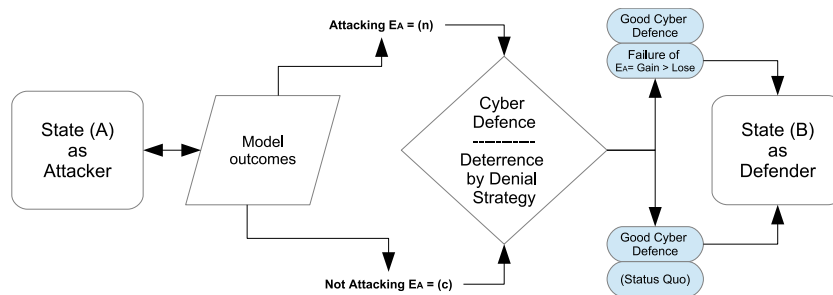 Attacking EA = (n)
Good Cyber
Defence
Failure of
EA= Gain > Lose
State (A)
as
Attacker
Model
outcomes
Cyber
Defence
-----------
Deterrence
by Denial
Strategy
State (B)
as
Defender
Good Cyber
Defence
(Status Quo)
Not Attacking EA = (c)